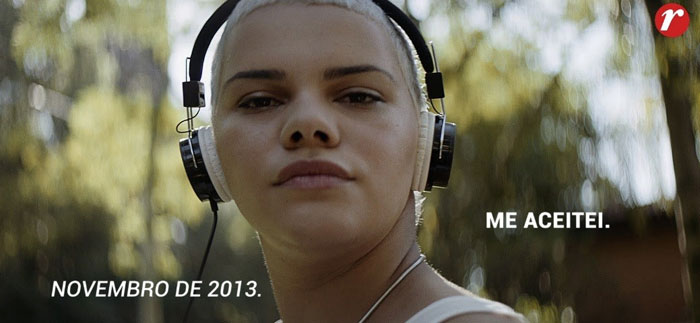 r
ME ACEITEI.
NOVEMBRO DE 2013.